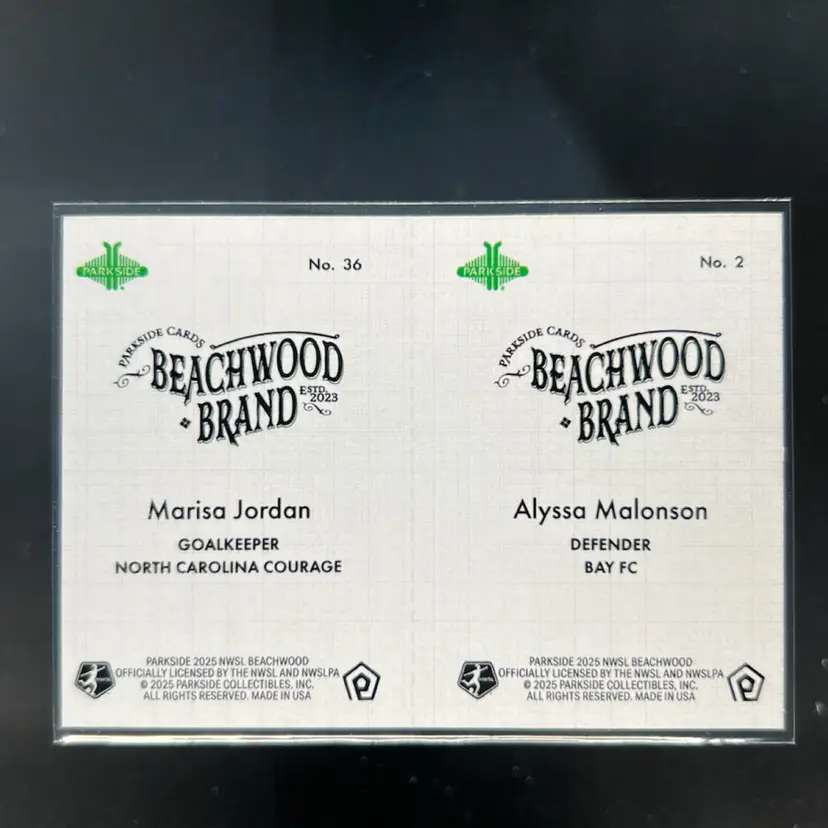 PARKSIDE
No. 36
PARKSIDE CARDS
BEACHWOOD
ESTD.
2023
BRAND
Marisa Jordan
GOALKEEPER
NORTH CAROLINA COURAGE
PARKSIDE 2025 NWSL BEACHWOOD
OFFICIALLY LICENSED BY THE NWSL AND NWSLPA
© 2025 PARKSIDE COLLECTIBLES, INC.
ALL RIGHTS RESERVED. MADE IN USA
PARKSIDE
No. 2
PARKSIDE CARDS
BEACHWOOD
ESTD.
2023
BRAND
Alyssa Malonson
DEFENDER
BAY FC
PARKSIDE 2025 NWSL BEACHWOOD
OFFICIALLY LICENSED BY THE NWSL AND NWSLPA
© 2025 PARKSIDE COLLECTIBLES, INC.
ALL RIGHTS RESERVED. MADE IN USA